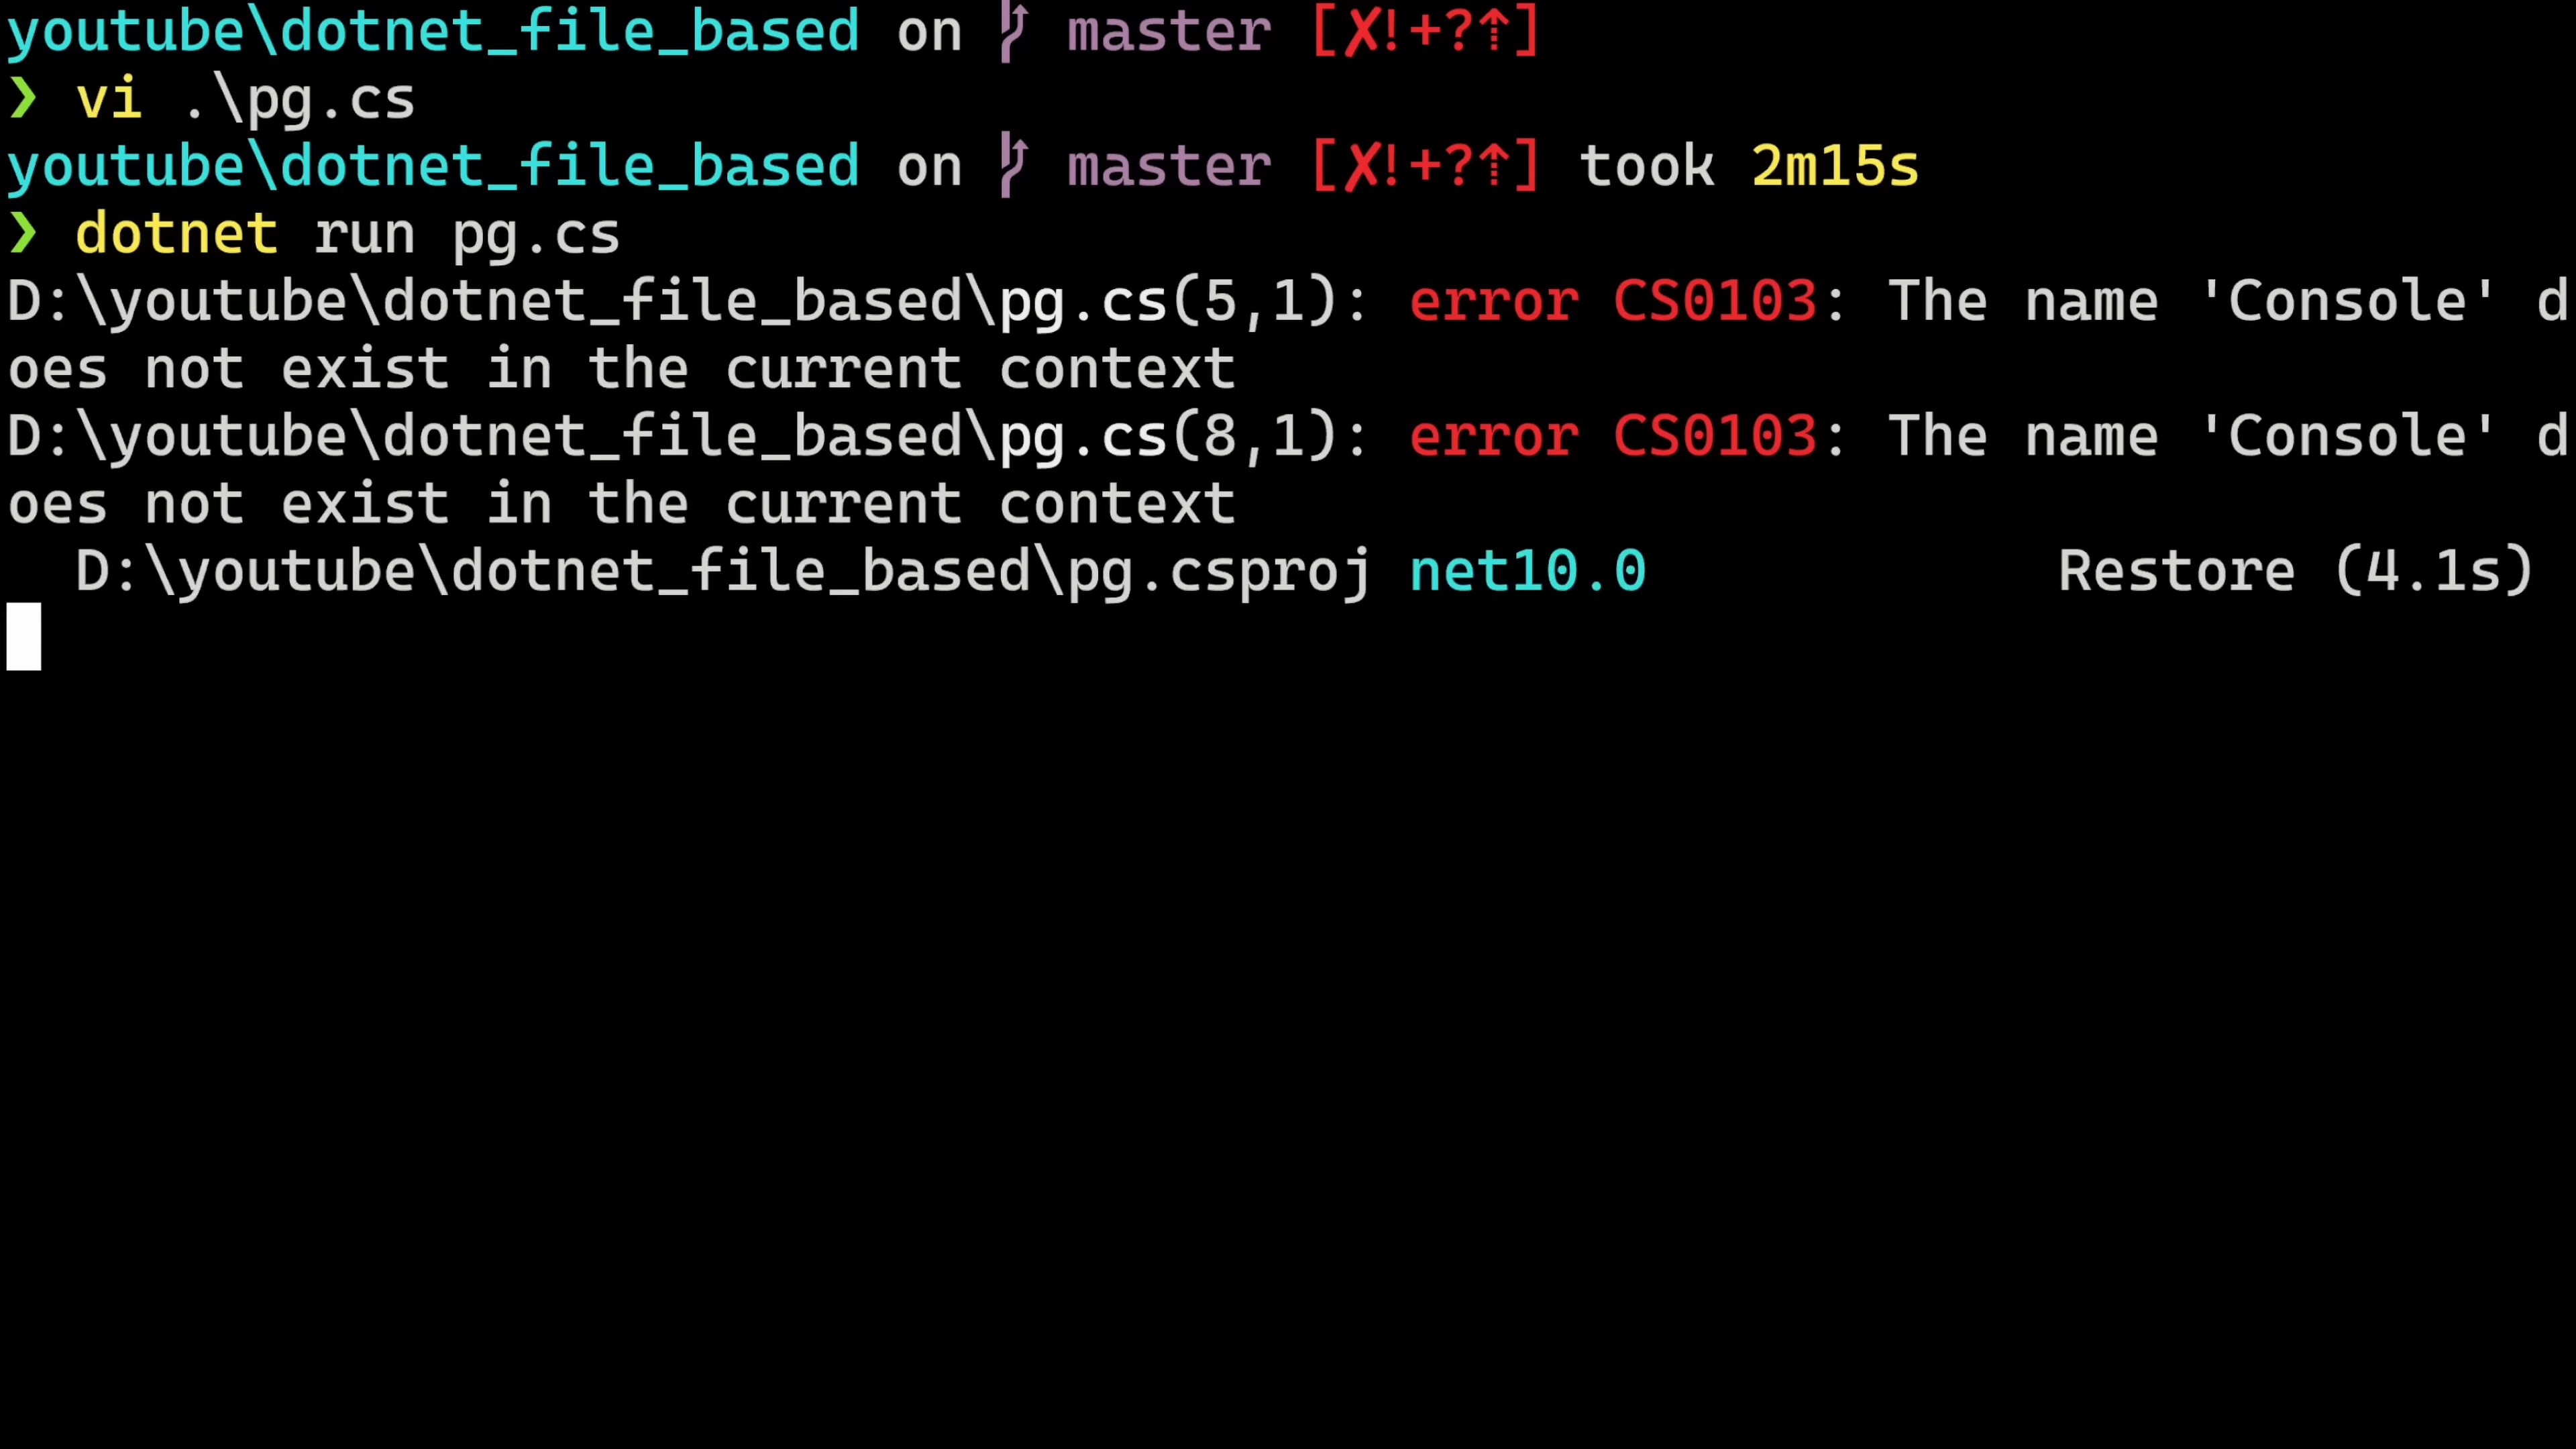 youtube\dotnet_file_based on master [✗!+?⇡]
❯ vi .\pg.cs
youtube\dotnet_file_based on master [✗!+?⇡] took 2m15s
❯ dotnet run pg.cs
D:\youtube\dotnet_file_based\pg.cs(5,1): error CS0103: The name 'Console' d
oes not exist in the current context
D:\youtube\dotnet_file_based\pg.cs(8,1): error CS0103: The name 'Console' d
oes not exist in the current context
D:\youtube\dotnet_file_based\pg.csproj net10.0 Restore (4.1s)